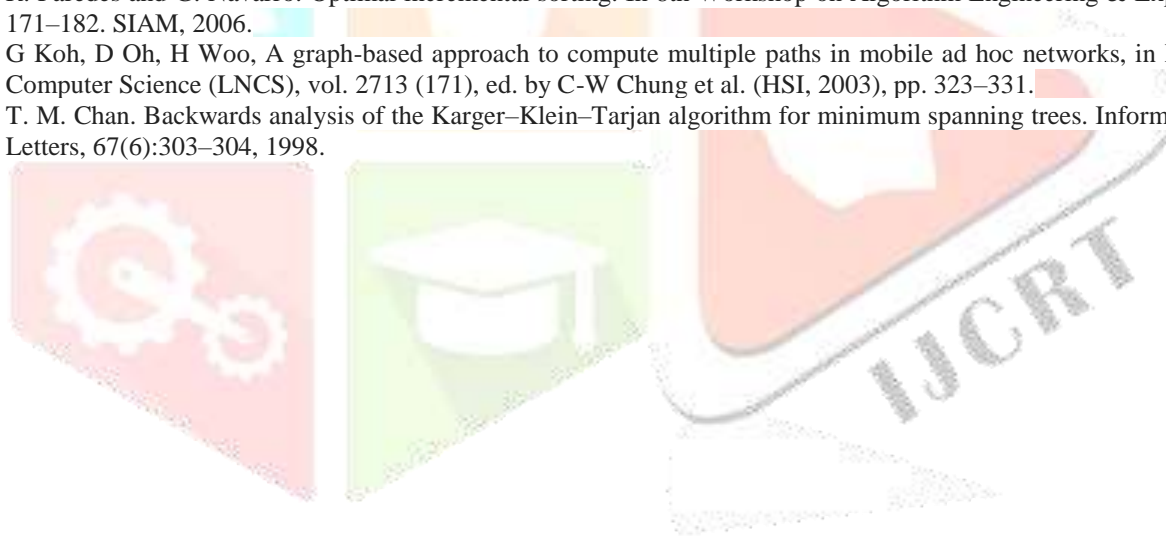 171–182. SIAM, 2006.
G Koh, D Oh, H Woo, A graph-based approach to compute multiple paths in mobile ad hoc networks, in
Computer Science (LNCS), vol. 2713 (171), ed. by C-W Chung et al. (HSI, 2003), pp. 323–331.
T. M. Chan. Backwards analysis of the Karger–Klein–Tarjan algorithm for minimum spanning trees. Inform
Letters, 67(6):303–304, 1998.
IJCRT